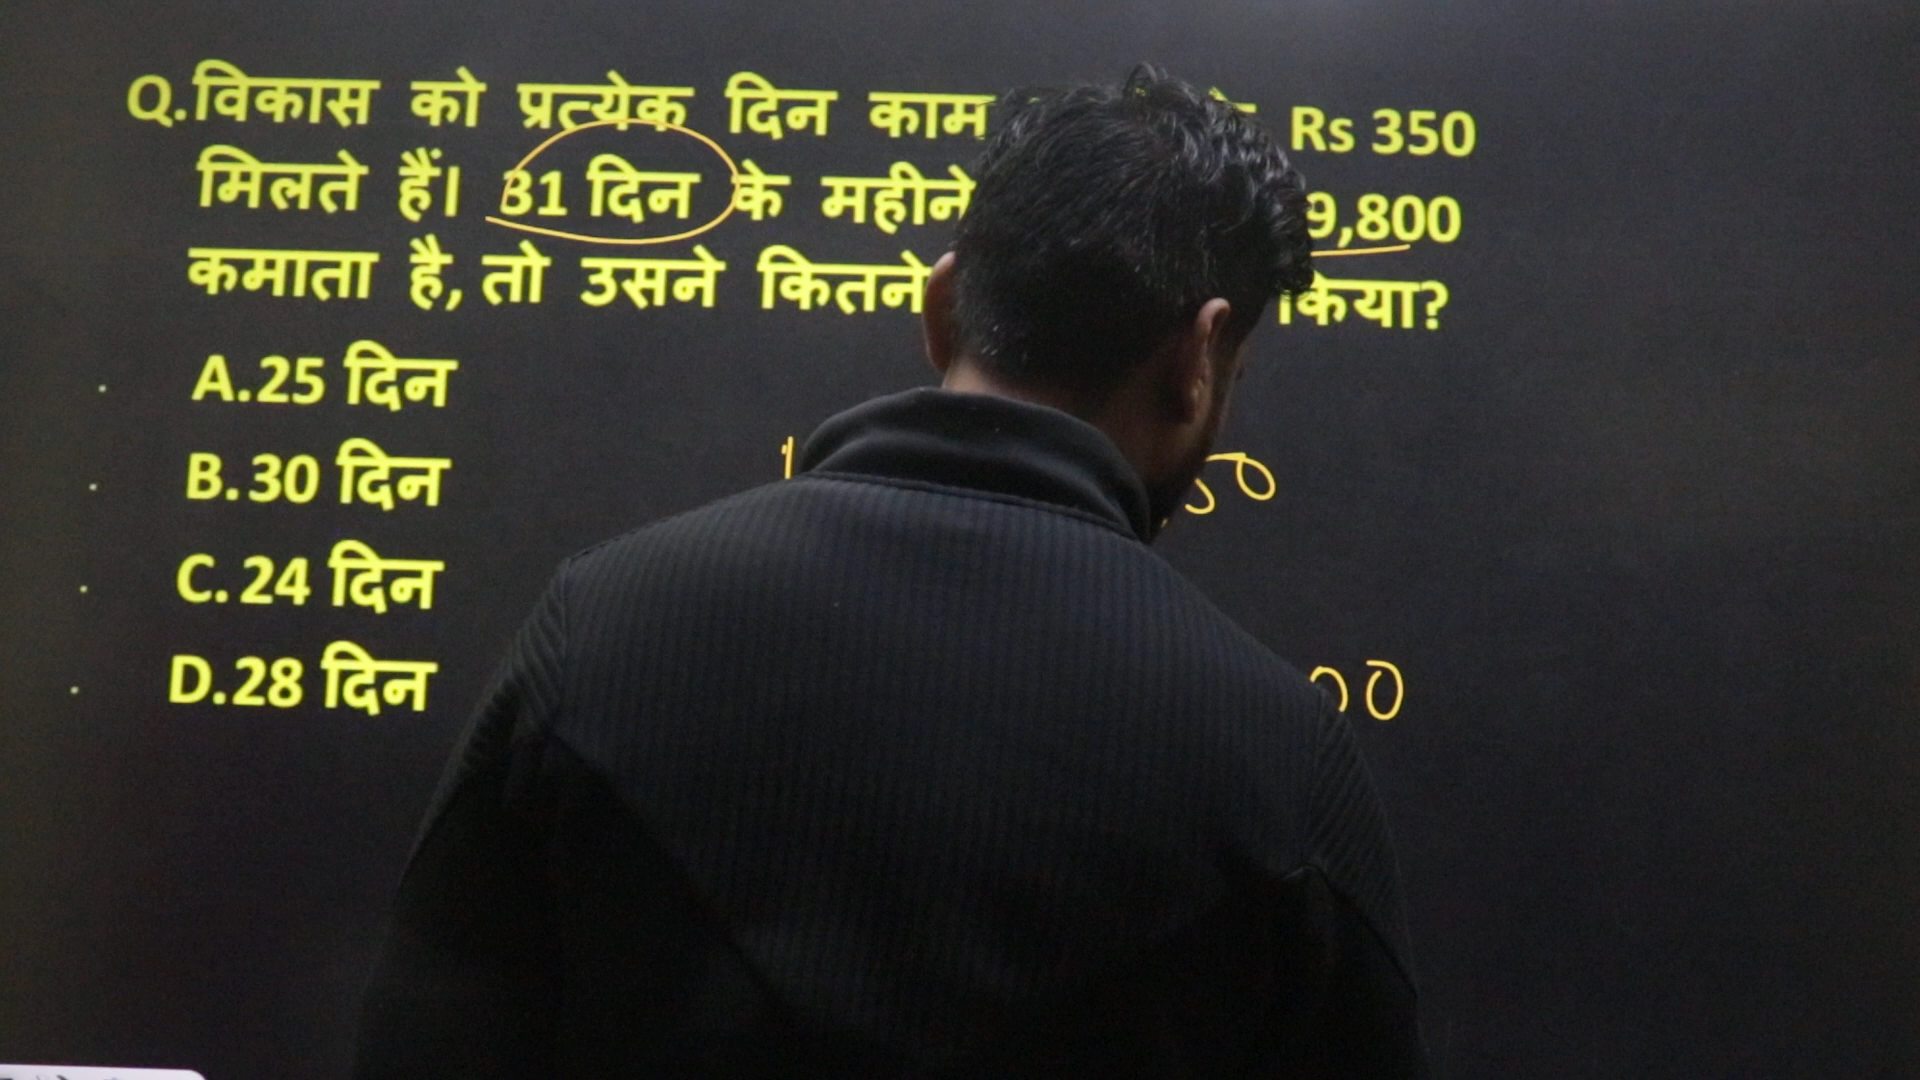 Q.विकास को प्रत्येक दिन काम Rs 350
मिलते हैं। 31 दिन के महीने 9,800
कमाता है, तो उसने कितने किया?
A.25 दिन
B.30 दिन
C.24 दिन
D.28 दिन